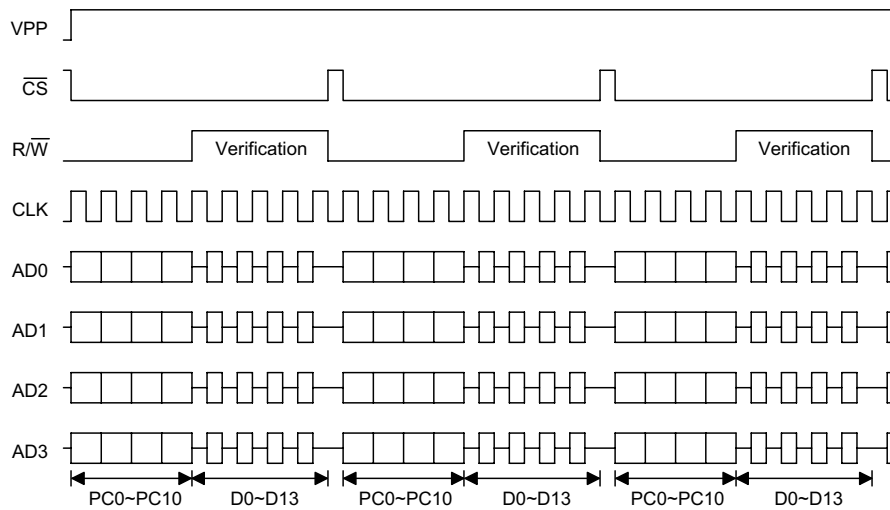 VPP
C̅S̅
R/W̅ Verification Verification Verification
CLK
AD0
AD1
AD2
AD3
PC0~PC10 D0~D13 PC0~PC10 D0~D13 PC0~PC10 D0~D13